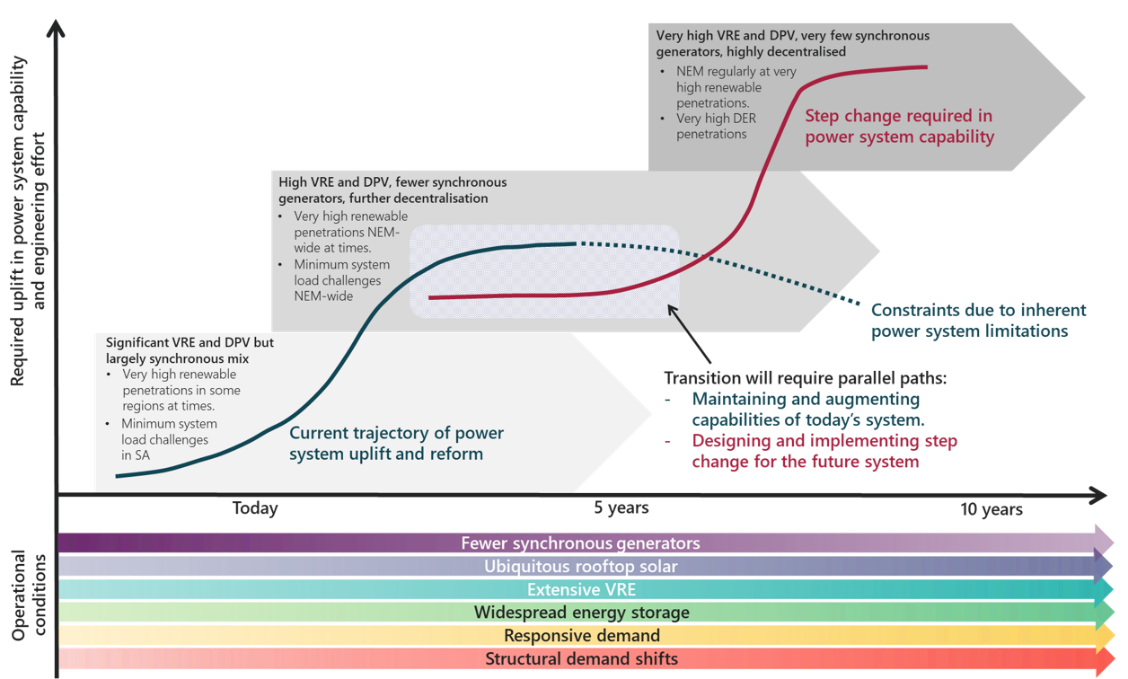 Required uplift in power system capability
and engineering effort
Very high VRE and DPV, very few synchronous
generators, highly decentralised
• NEM regularly at very
high renewable
penetrations.
• Very high DER
penetrations
Step change required in
power system capability
High VRE and DPV, fewer synchronous
generators, further decentralisation
• Very high renewable
penetrations NEM-
wide at times.
• Minimum system
load challenges
NEM-wide
Constraints due to inherent
power system limitations
Significant VRE and DPV but
largely synchronous mix
• Very high renewable
penetrations in some
regions at times.
• Minimum system
load challenges
in SA
Current trajectory of power
system uplift and reform
Transition will require parallel paths:
- Maintaining and augmenting
capabilities of today's system.
- Designing and implementing step
change for the future system
Today
5 years
10 years
Operational
conditions
Fewer synchronous generators
Ubiquitous rooftop solar
Extensive VRE
Widespread energy storage
Responsive demand
Structural demand shifts